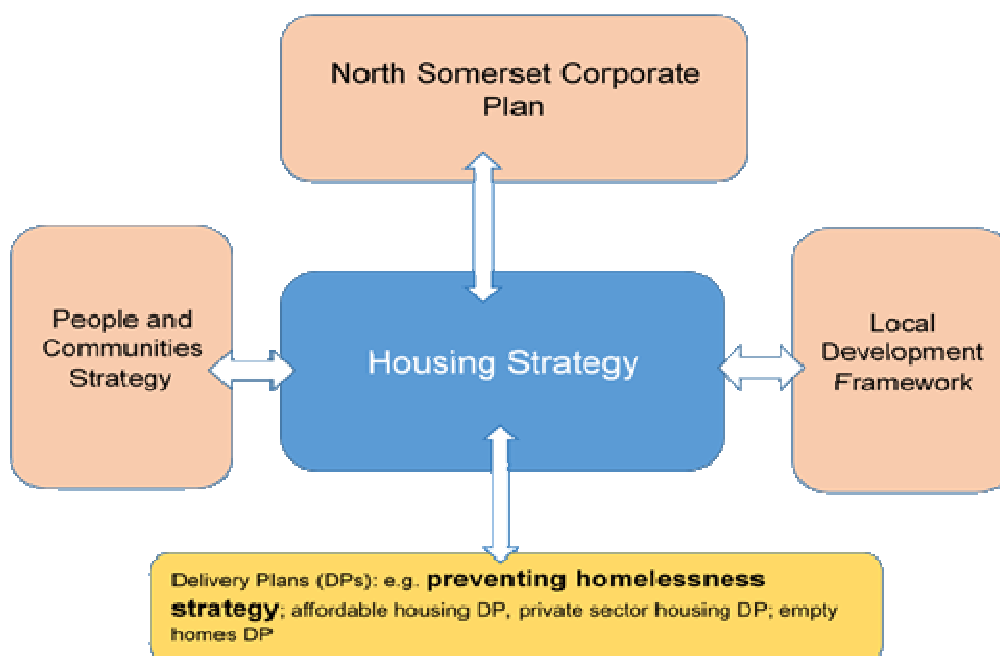 North Somerset Corporate
Plan
People and
Communities
Strategy
Housing Strategy
Local
Development
Framework
Delivery Plans (DPs): e.g. preventing homelessness
strategy; affordable housing DP, private sector housing DP; empty
homes DP